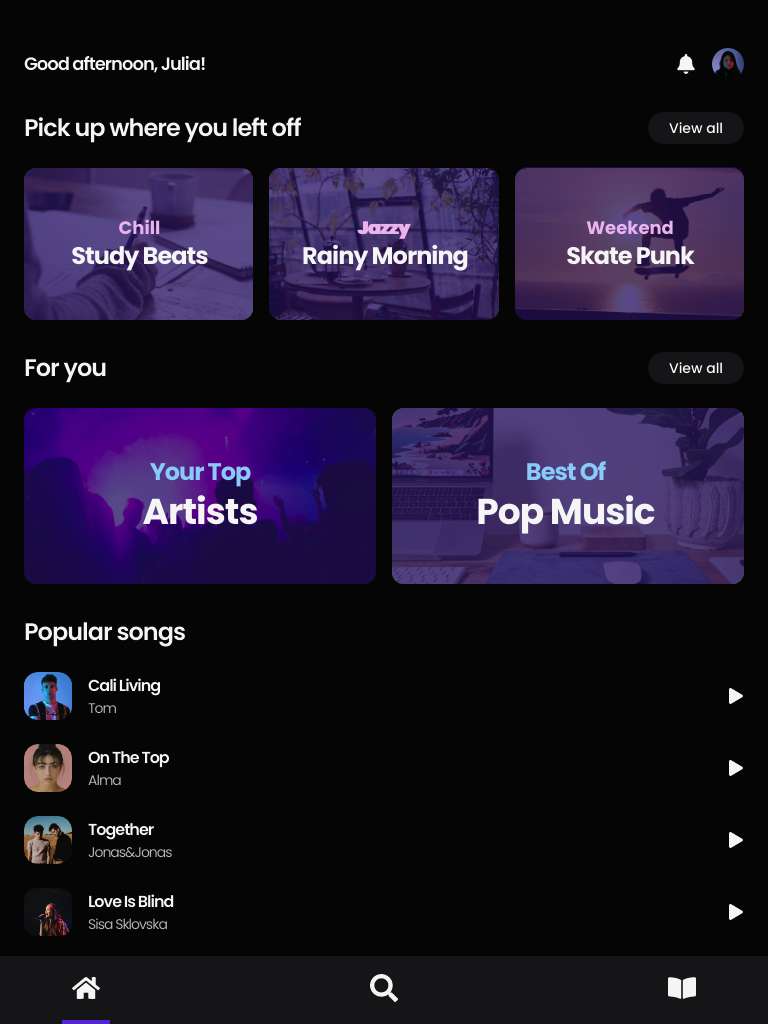 Good afternoon, Julia!
Pick up where you left off
View all
Chill
Study Beats
Jazzy
Rainy Morning
Weekend
Skate Punk
For you
View all
Your Top
Artists
Best Of
Pop Music
Popular songs
Cali Living
Tom
On The Top
Alma
Together
Jonas&Jonas
Love Is Blind
Sisa Sklovska